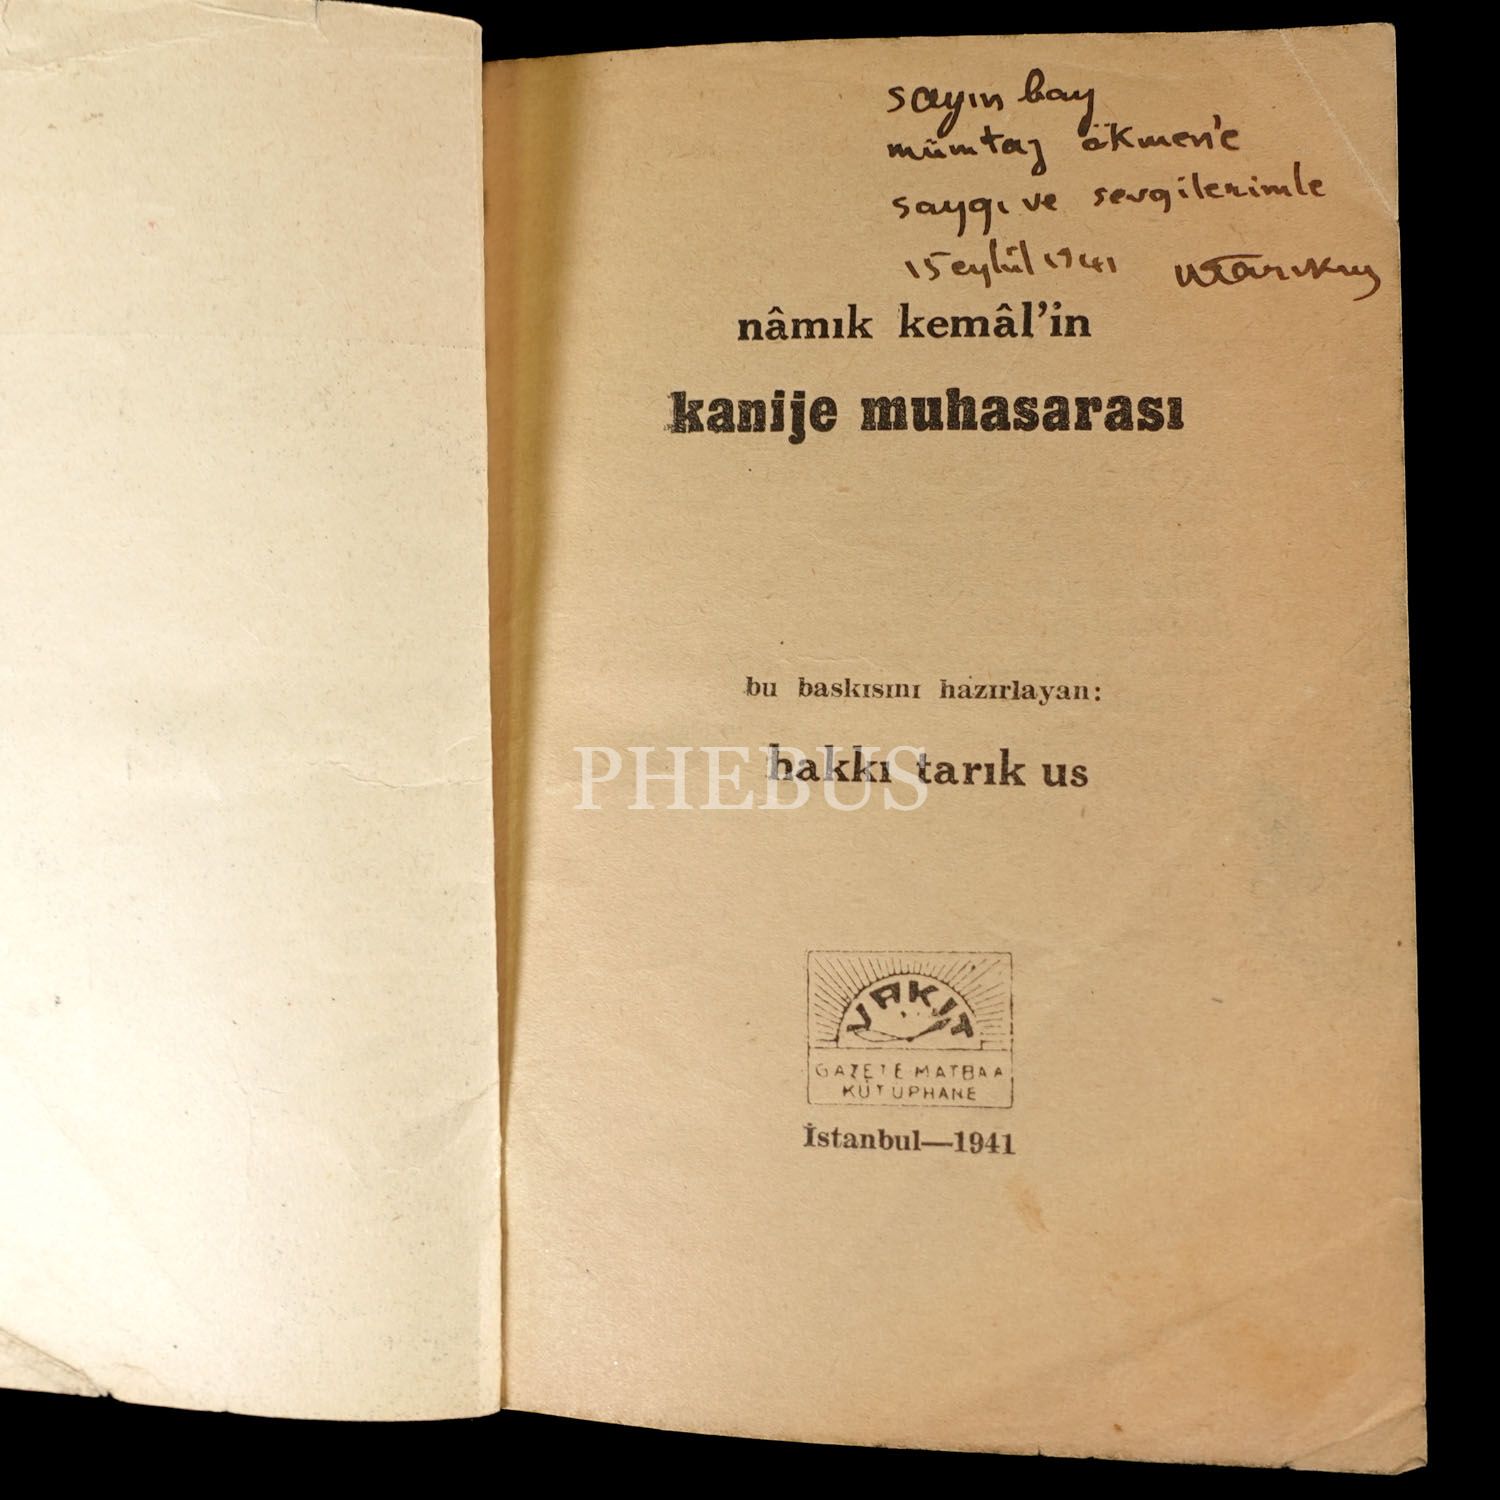 sayın bay
mümtaz ökmen'e
saygı ve sevgilerimle
15 eylûl 1941
nâmık kemâl'in
kanije muhasarası
bu baskısını hazırlayan:
hakkı tarık us
PHEBUS
VAKIT
GAZETE MATBAA
KÜTÜPHANE
İstanbul—1941